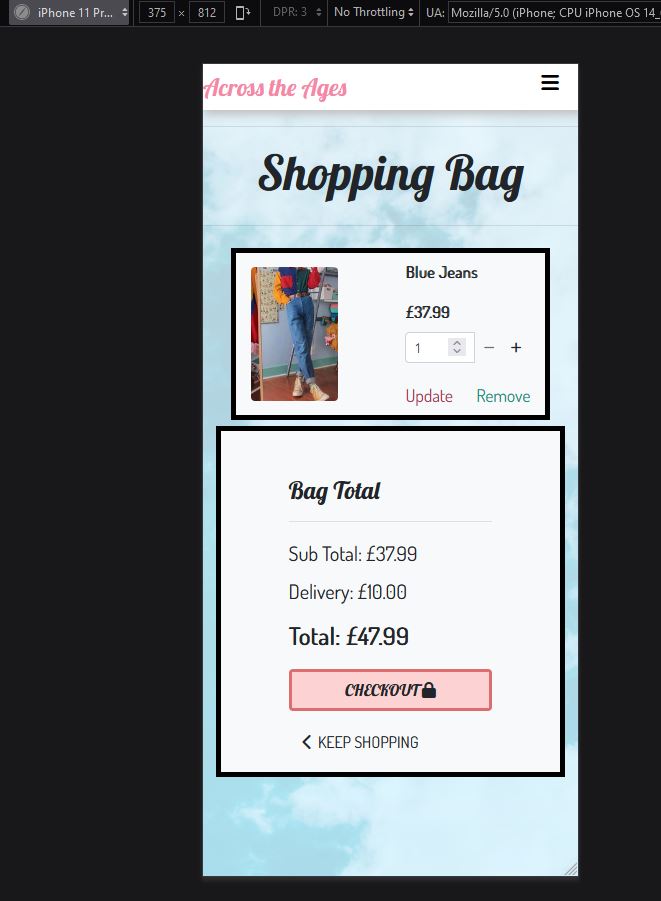 iPhone 11 Pr... 375 × 812 DPR: 3 No Throttling UA: Mozilla/5.0 (iPhone; CPU iPhone OS 14_
Across the Ages
Shopping Bag
Blue Jeans
£37.99
1 − +
Update Remove
Bag Total
Sub Total: £37.99
Delivery: £10.00
Total: £47.99
CHECKOUT
KEEP SHOPPING